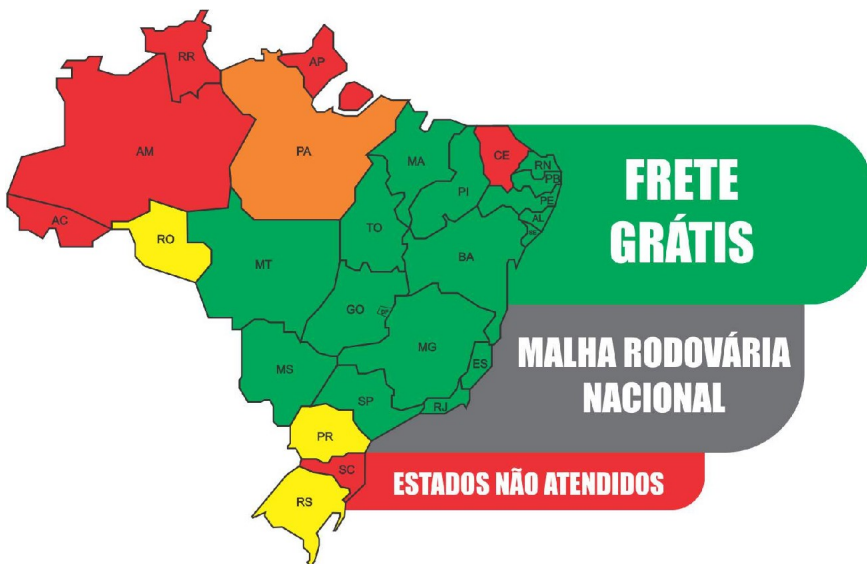 RR
AP
AM
PA
MA
CE
RN
PB
PI
PE
AL
AC
RO
TO
MT
BA
GO
MG
ES
MS
SP
RJ
PR
SC
RS
FRETE
GRÁTIS
MALHA RODOVÁRIA
NACIONAL
ESTADOS NÃO ATENDIDOS